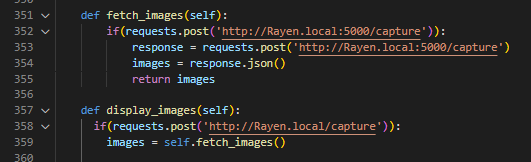 351 def fetch_images(self):
352 if(requests.post('http://Rayen.local:5000/capture')):
353 response = requests.post('http://Rayen.local:5000/capture')
354 images = response.json()
355 return images
356
357 def display_images(self):
358 if(requests.post('http://Rayen.local/capture')):
359 images = self.fetch_images()
360